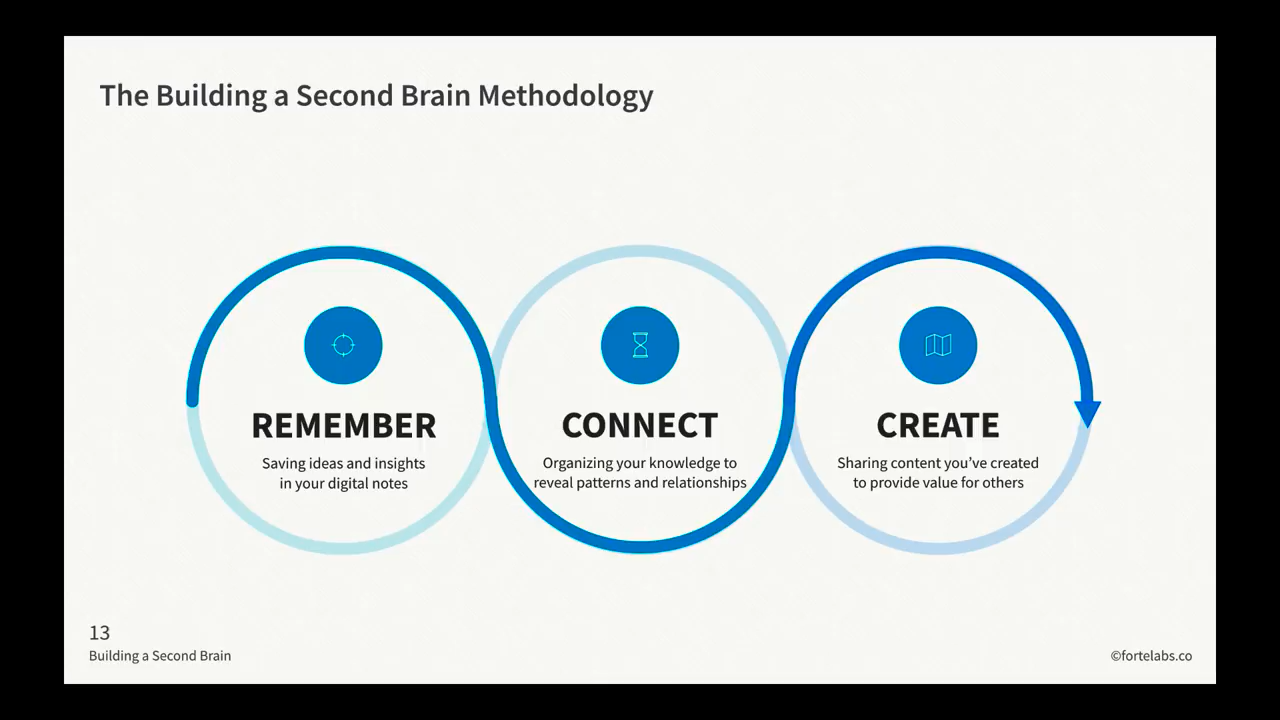 The Building a Second Brain Methodology
REMEMBER
Saving ideas and insights
in your digital notes
CONNECT
Organizing your knowledge to
reveal patterns and relationships
CREATE
Sharing content you’ve created
to provide value for others
13
Building a Second Brain
©fortelabs.co